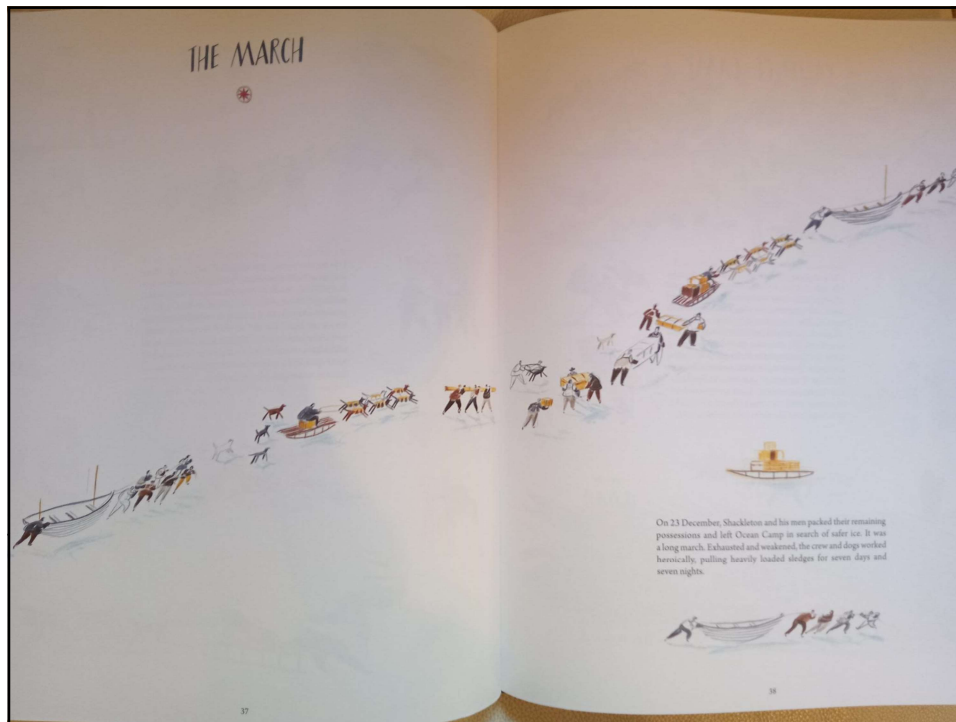 THE MARCH
On 23 December, Shackleton and his men packed their remaining
possessions and left Ocean Camp in search of safer ice. It was
a long march. Exhausted and weakened, the crew and dogs worked
heroically, pulling heavily loaded sledges for seven days and
seven nights.
37
38